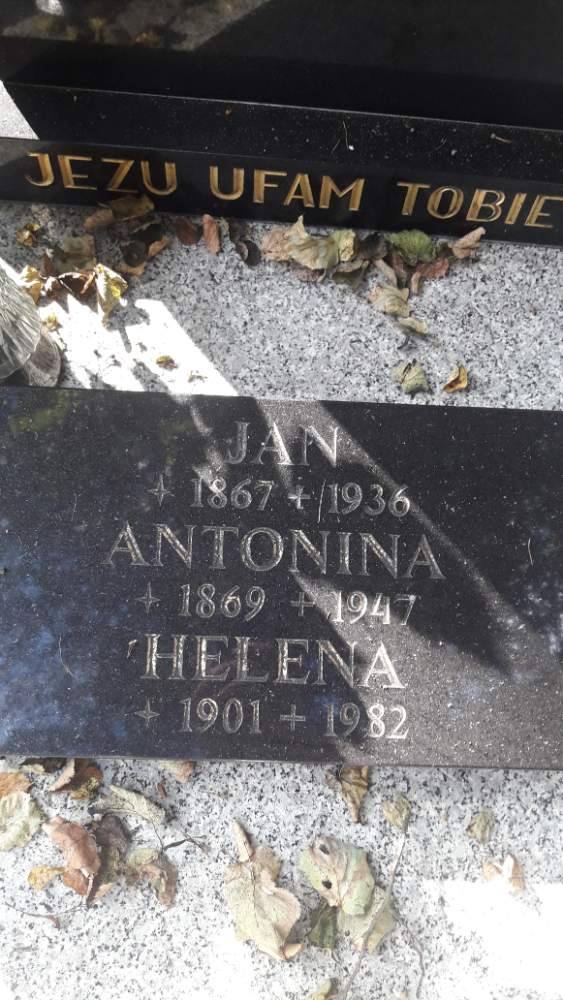 JEZU UFAM TOBIE
JAN
+ 1867 + 1936
ANTONINA
+ 1869 + 1947
HELENA
+ 1901 + 1982